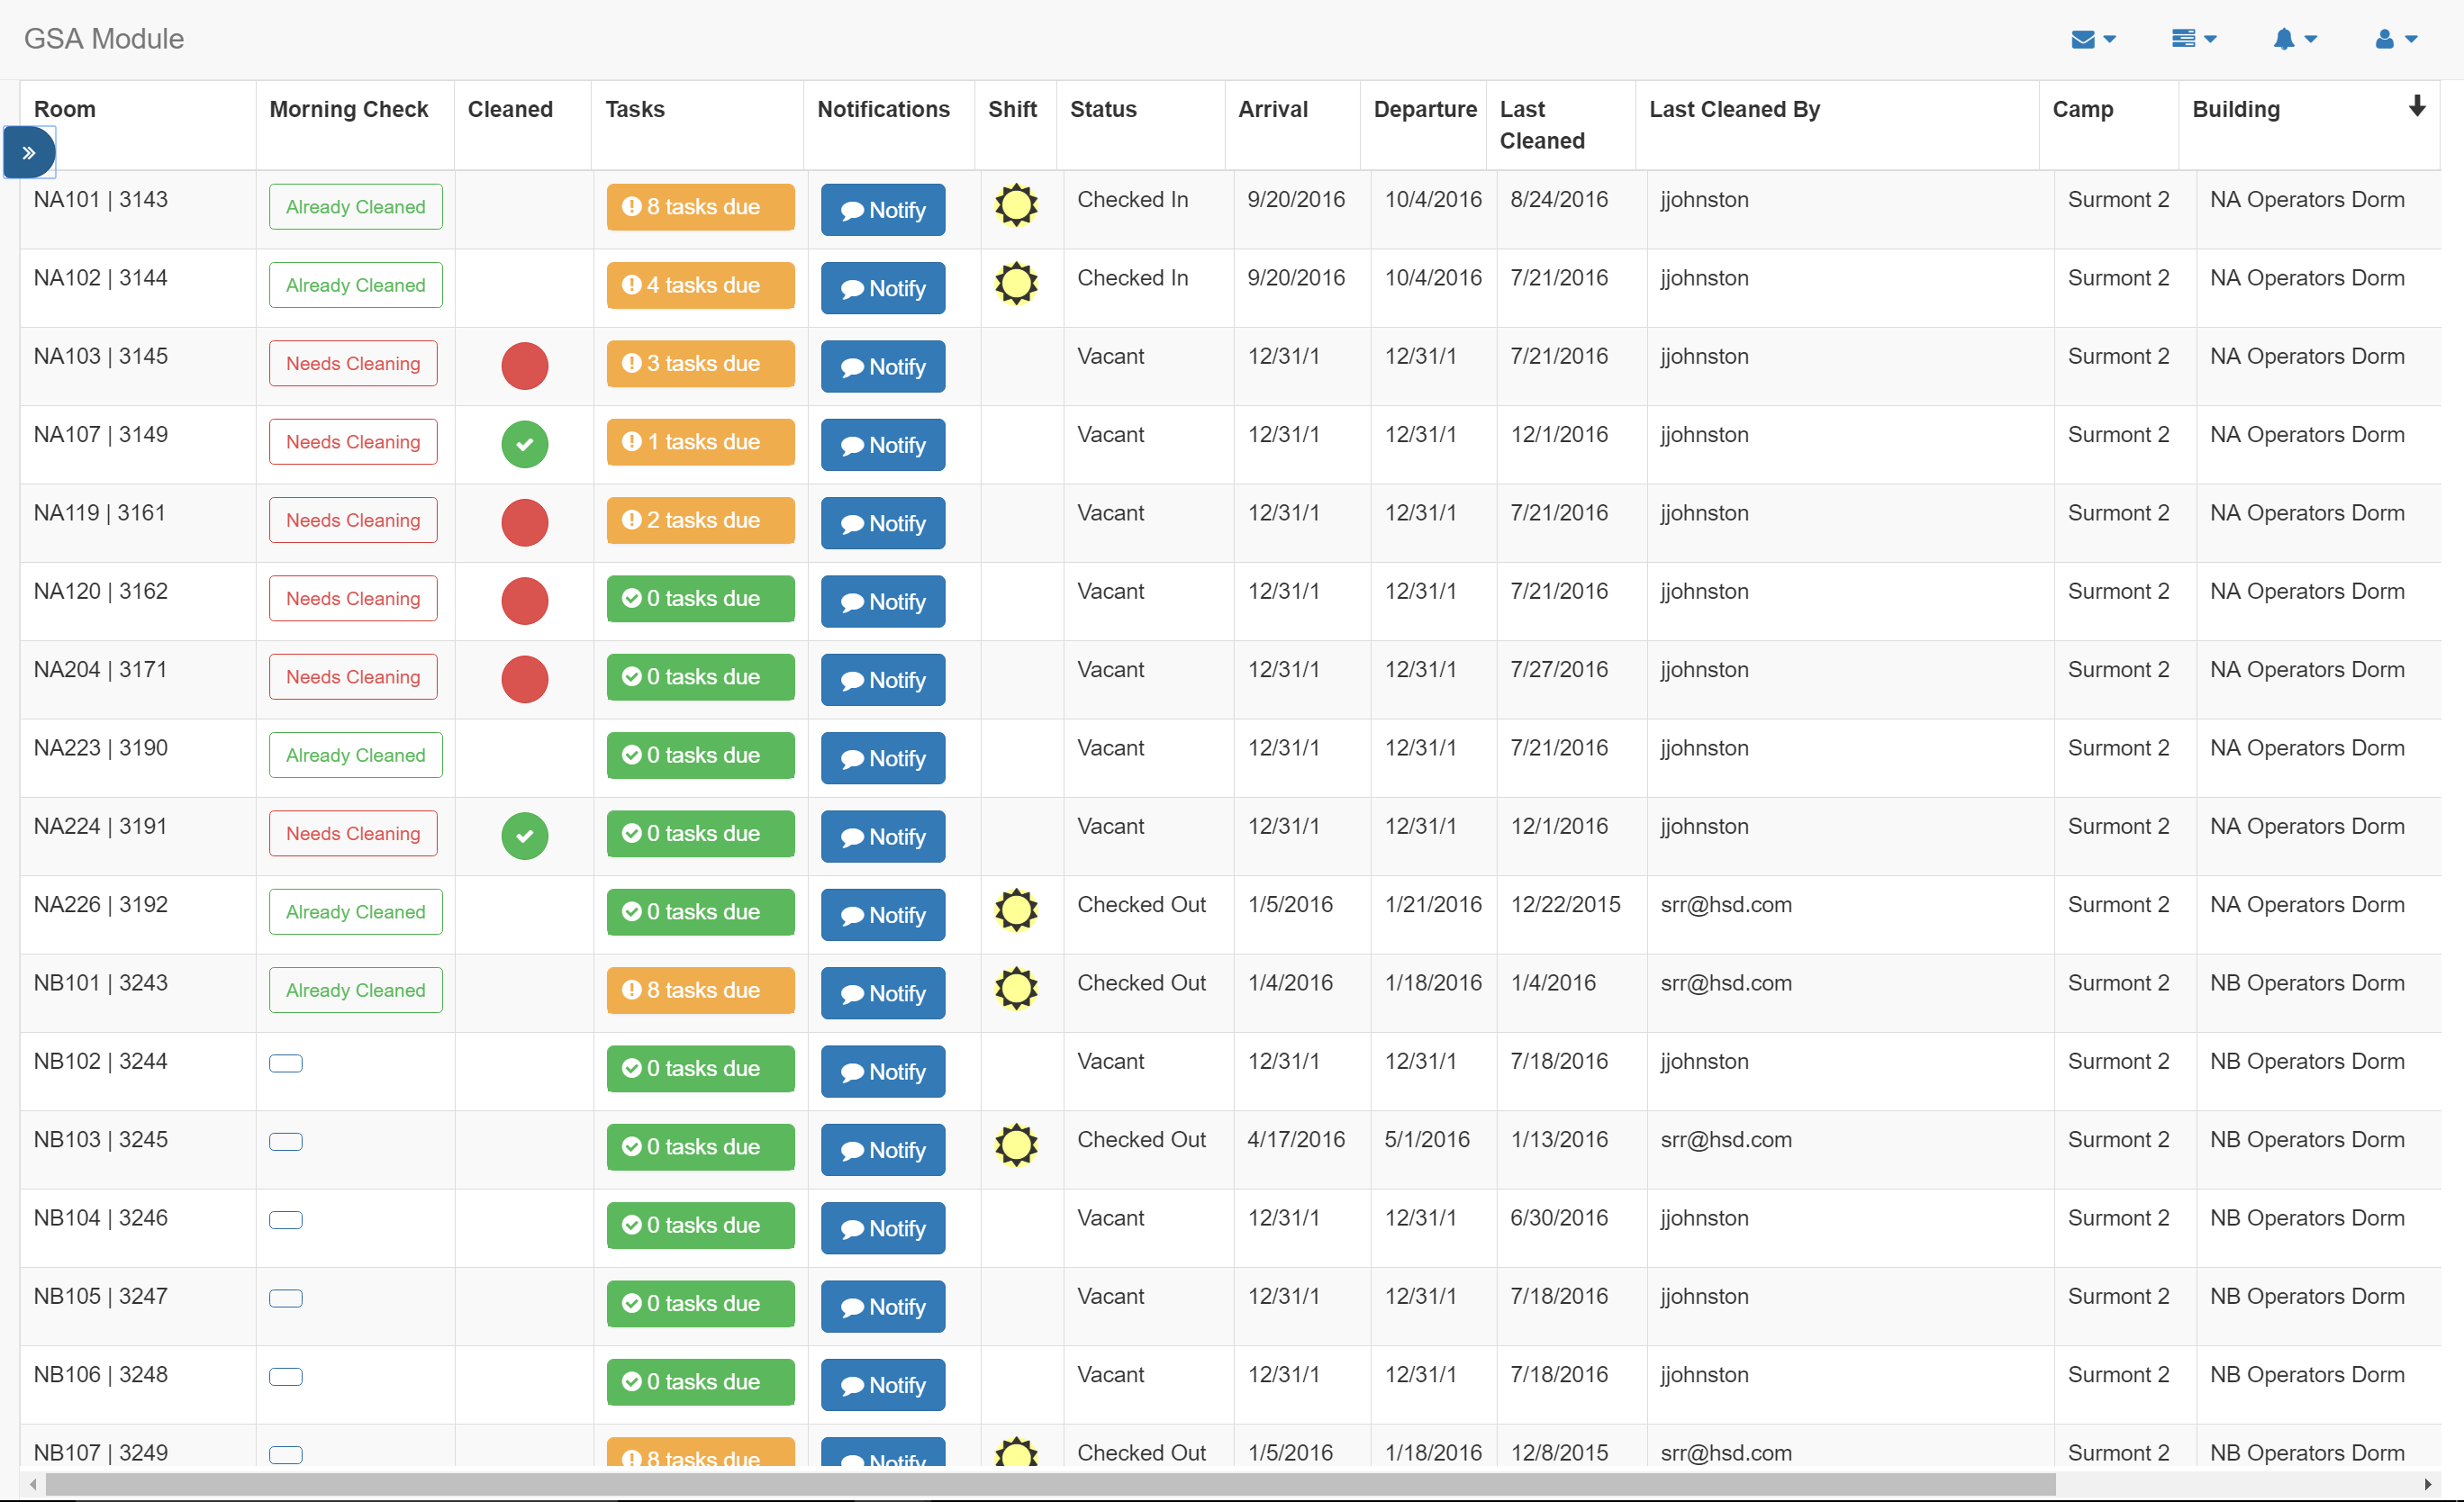 GSA Module
Room Morning Check Cleaned Tasks Notifications Shift Status Arrival Departure Last Cleaned Last Cleaned By Camp Building
NA101 | 3143 Already Cleaned 8 tasks due Notify Checked In 9/20/2016 10/4/2016 8/24/2016 jjohnston Surmont 2 NA Operators Dorm
NA102 | 3144 Already Cleaned 4 tasks due Notify Checked In 9/20/2016 10/4/2016 7/21/2016 jjohnston Surmont 2 NA Operators Dorm
NA103 | 3145 Needs Cleaning 3 tasks due Notify Vacant 12/31/1 12/31/1 7/21/2016 jjohnston Surmont 2 NA Operators Dorm
NA107 | 3149 Needs Cleaning 1 tasks due Notify Vacant 12/31/1 12/31/1 12/1/2016 jjohnston Surmont 2 NA Operators Dorm
NA119 | 3161 Needs Cleaning 2 tasks due Notify Vacant 12/31/1 12/31/1 7/21/2016 jjohnston Surmont 2 NA Operators Dorm
NA120 | 3162 Needs Cleaning 0 tasks due Notify Vacant 12/31/1 12/31/1 7/21/2016 jjohnston Surmont 2 NA Operators Dorm
NA204 | 3171 Needs Cleaning 0 tasks due Notify Vacant 12/31/1 12/31/1 7/27/2016 jjohnston Surmont 2 NA Operators Dorm
NA223 | 3190 Already Cleaned 0 tasks due Notify Vacant 12/31/1 12/31/1 7/21/2016 jjohnston Surmont 2 NA Operators Dorm
NA224 | 3191 Needs Cleaning 0 tasks due Notify Vacant 12/31/1 12/31/1 12/1/2016 jjohnston Surmont 2 NA Operators Dorm
NA226 | 3192 Already Cleaned 0 tasks due Notify Checked Out 1/5/2016 1/21/2016 12/22/2015 srr@hsd.com Surmont 2 NA Operators Dorm
NB101 | 3243 Already Cleaned 8 tasks due Notify Checked Out 1/4/2016 1/18/2016 1/4/2016 srr@hsd.com Surmont 2 NB Operators Dorm
NB102 | 3244 0 tasks due Notify Vacant 12/31/1 12/31/1 7/18/2016 jjohnston Surmont 2 NB Operators Dorm
NB103 | 3245 0 tasks due Notify Checked Out 4/17/2016 5/1/2016 1/13/2016 srr@hsd.com Surmont 2 NB Operators Dorm
NB104 | 3246 0 tasks due Notify Vacant 12/31/1 12/31/1 6/30/2016 jjohnston Surmont 2 NB Operators Dorm
NB105 | 3247 0 tasks due Notify Vacant 12/31/1 12/31/1 7/18/2016 jjohnston Surmont 2 NB Operators Dorm
NB106 | 3248 0 tasks due Notify Vacant 12/31/1 12/31/1 7/18/2016 jjohnston Surmont 2 NB Operators Dorm
NB107 | 3249 8 tasks due Notify Checked Out 1/5/2016 1/18/2016 12/8/2015 srr@hsd.com Surmont 2 NB Operators Dorm